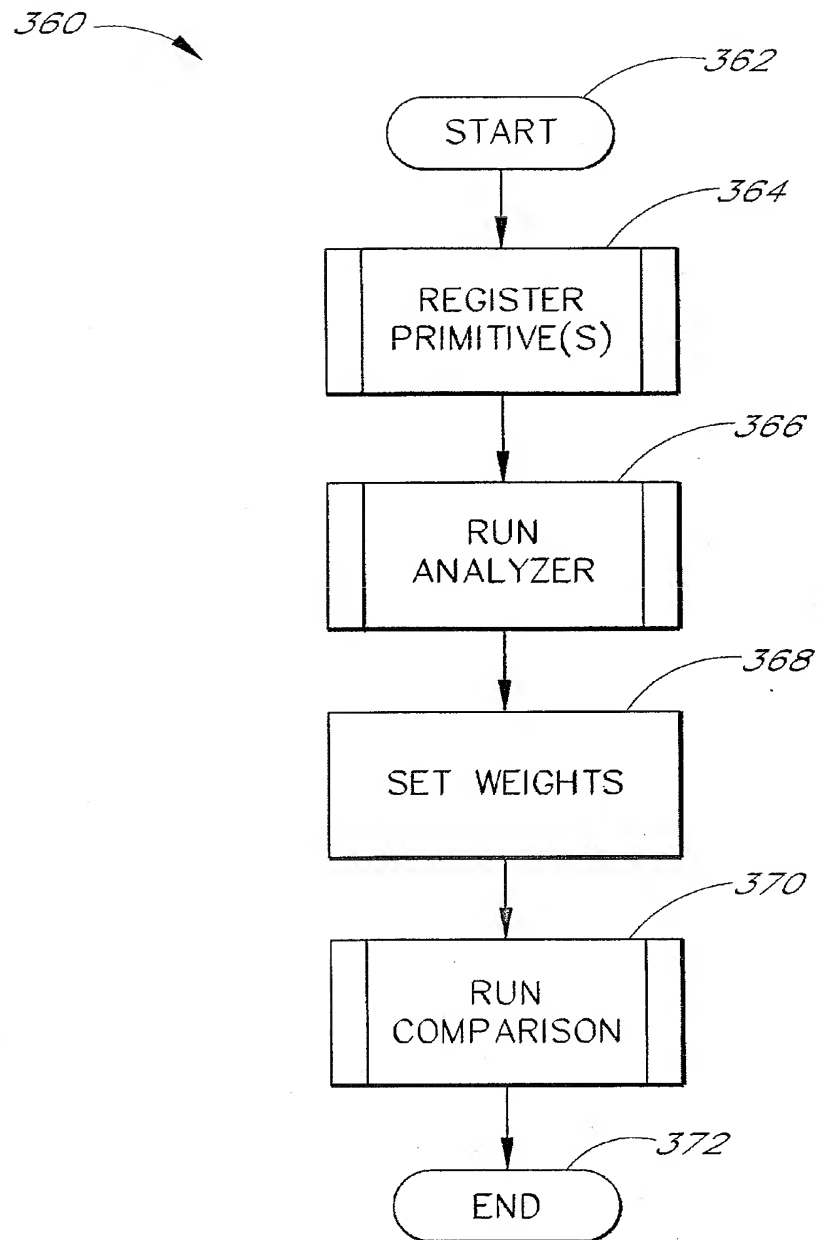 360
362
START
364
REGISTER
PRIMITIVE(S)
366
RUN
ANALYZER
368
SET WEIGHTS
370
RUN
COMPARISON
372
END